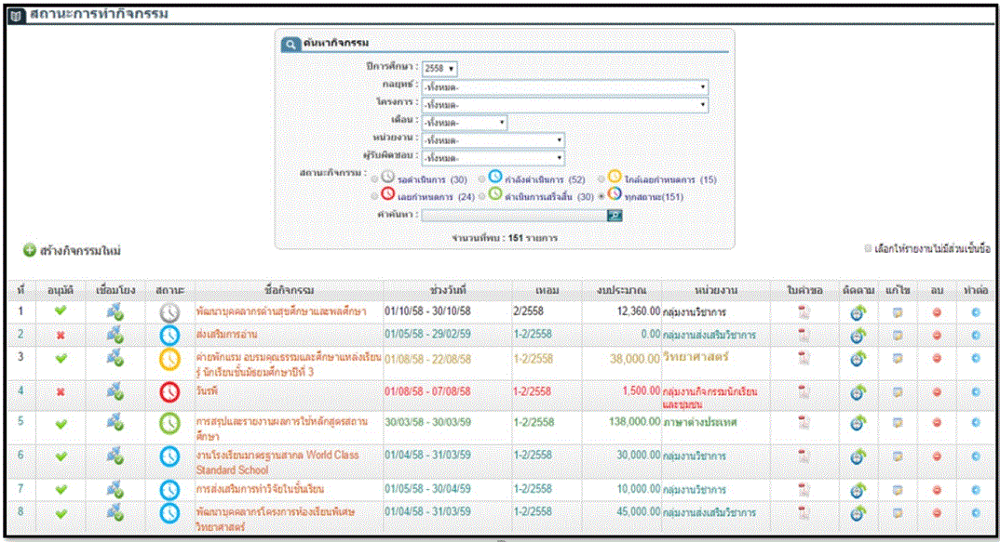 สถานะการทำกิจกรรม
ค้นหากิจกรรม
ปีการศึกษา : 2558
กลยุทธ์ : -ทั้งหมด-
โครงการ : -ทั้งหมด-
เดือน : -ทั้งหมด-
หน่วยงาน : -ทั้งหมด-
ผู้รับผิดชอบ : -ทั้งหมด-
สถานะกิจกรรม : รอดำเนินการ (30) กำลังดำเนินการ (52) ใกล้เลยกำหนดการ (15)
เลยกำหนดการ (24) ดำเนินการเสร็จสิ้น (30) ทุกสถานะ(151)
คำค้นหา :
จำนวนที่พบ : 151 รายการ
สร้างกิจกรรมใหม่
เลือกให้รายงานไม่มีส่วนเซ็นชื่อ
ที่ อนุมัติ เชื่อมโยง สถานะ ชื่อกิจกรรม ช่วงวันที่ เทอม งบประมาณ หน่วยงาน ใบคำขอ ติดตาม แก้ไข ลบ ทำต่อ
1 พัฒนาบุคคลากรด้านสุขศึกษาและพลศึกษา 01/10/58 - 30/10/58 2/2558 12,360.00 กลุ่มงานวิชาการ
2 ส่งเสริมการอ่าน 01/05/58 - 29/02/59 1-2/2558 0.00 กลุ่มงานส่งเสริมวิชาการ
3 ค่ายพักแรม อบรมคุณธรรมและศึกษาแหล่งเรียน 01/08/58 - 22/08/58 1-2/2558 38,000.00 วิทยาศาสตร์
รู้ นักเรียนชั้นมัธยมศึกษาปีที่ 3
4 วันรพี 01/08/58 - 07/08/58 1-2/2558 1,500.00 กลุ่มงานกิจกรรมนักเรียน
และชุมชน
5 การสรุปและรายงานผลการใช้หลักสูตรสถาน 30/03/58 - 30/03/59 1-2/2558 138,000.00 ภาษาต่างประเทศ
ศึกษา
6 งานโรงเรียนมาตรฐานสากล World Class 01/04/58 - 31/03/59 1-2/2558 30,000.00 กลุ่มงานวิชาการ
Standard School
7 การส่งเสริมการทำวิจัยในชั้นเรียน 01/05/58 - 30/04/59 1-2/2558 10,000.00 กลุ่มงานวิชาการ
8 พัฒนาบุคคลากรโครงการห้องเรียนพิเศษ 01/04/58 - 31/03/59 1-2/2558 45,000.00 กลุ่มงานส่งเสริมวิชาการ
วิทยาศาสตร์